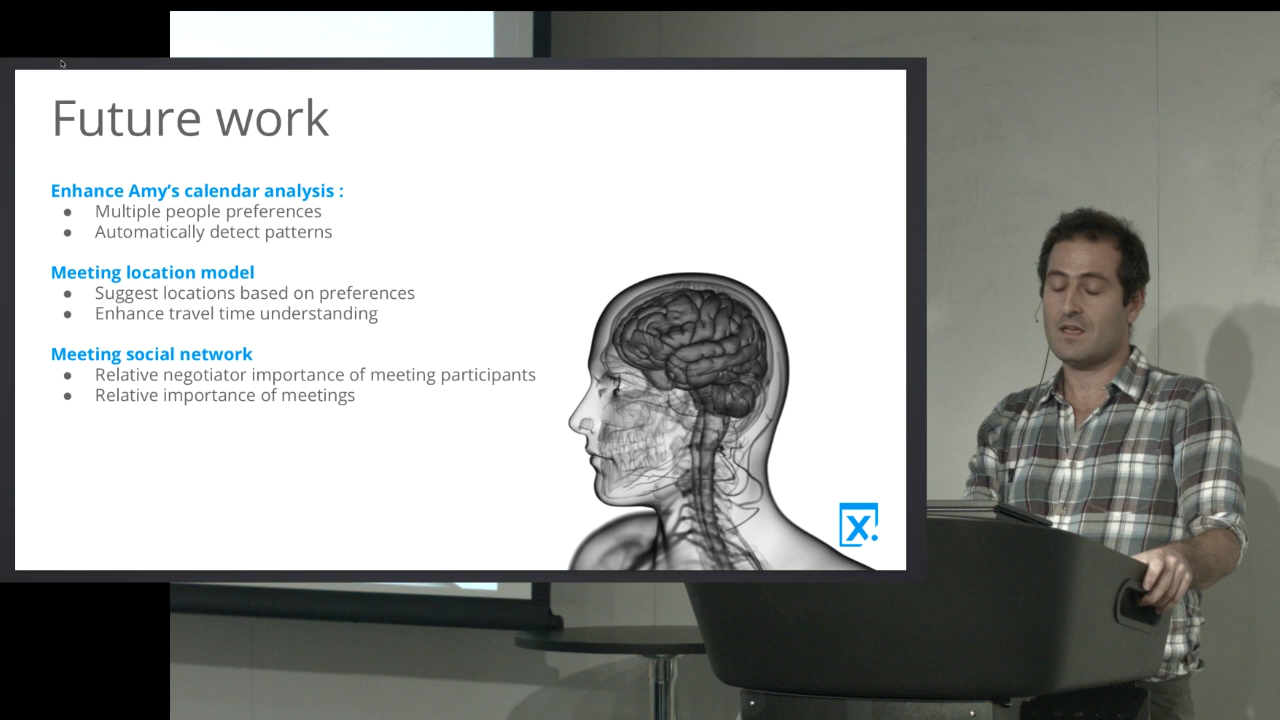 Future work
Enhance Amy's calendar analysis :
● Multiple people preferences
● Automatically detect patterns
Meeting location model
● Suggest locations based on preferences
● Enhance travel time understanding
Meeting social network
● Relative negotiator importance of meeting participants
● Relative importance of meetings
x.